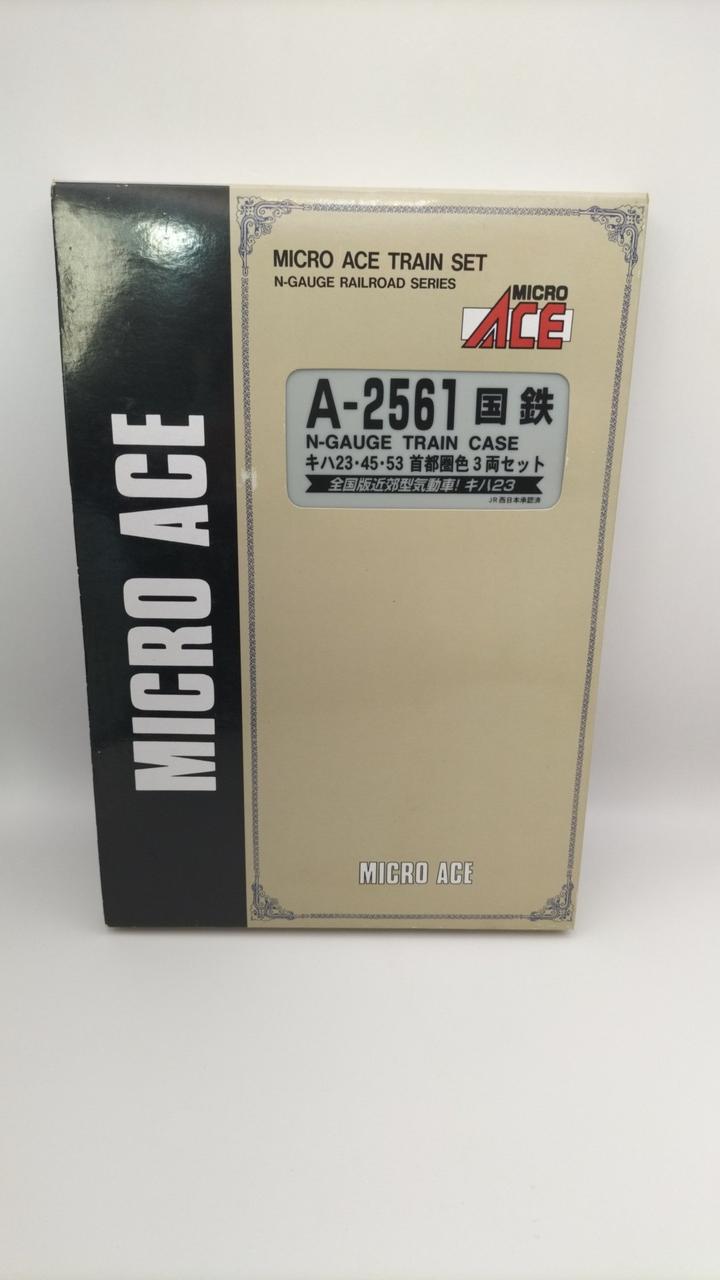 MICRO ACE
MICRO ACE TRAIN SET
N-GAUGE RAILROAD SERIES
MICRO
ACE
A-2561 国鉄
N-GAUGE TRAIN CASE
キハ23・45・53 首都圏色3両セット
全国版近郊型気動車! キハ23
JR西日本承認済
MICRO ACE